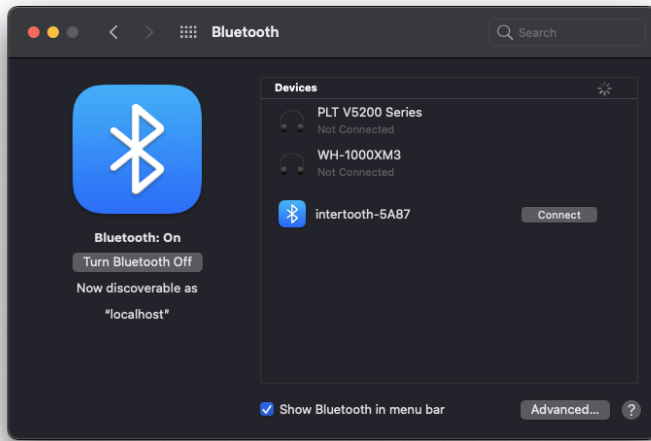 Bluetooth
Search
Bluetooth: On
Turn Bluetooth Off
Now discoverable as
“localhost”
Devices
PLT V5200 Series
Not Connected
WH-1000XM3
Not Connected
intertooth-5A87
Connect
Show Bluetooth in menu bar
Advanced...
?